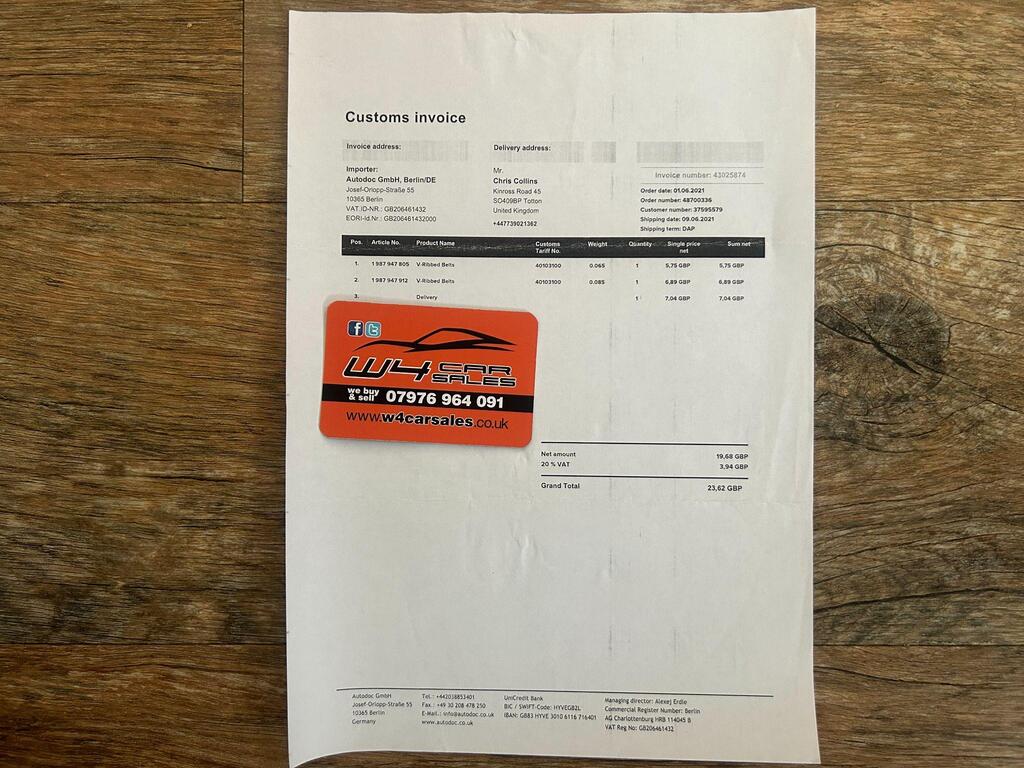 Customs invoice
Invoice address:
Delivery address:
Importer:
Autodoc GmbH, Berlin/DE
Josef-Orlopp-Straße 55
10365 Berlin
VAT.ID-NR.: GB206461432
EORI-Id.Nr.: GB206461432000
Mr.
Chris Collins
Kinross Road 45
SO409BP Totton
United Kingdom
+447739021362
Invoice number: 43025874
Order date: 01.06.2021
Order number: 48700336
Customer number: 37595579
Shipping date: 09.06.2021
Shipping term: DAP
Pos. Article No. Product Name Customs Tariff No. Weight Quantity Single price net Sum net
1. 1 987 947 805 V-Ribbed Belts 40103100 0.065 1 5,75 GBP 5,75 GBP
2. 1 987 947 912 V-Ribbed Belts 40103100 0.085 1 6,89 GBP 6,89 GBP
3. Delivery 1 7,04 GBP 7,04 GBP
f t
W4 CAR SALES
we buy & sell 07976 964 091
www.w4carsales.co.uk
Net amount 19,68 GBP
20 % VAT 3,94 GBP
Grand Total 23,62 GBP
Autodoc GmbH
Josef-Orlopp-Straße 55
10365 Berlin
Germany
Tel.: +442038853401
Fax.: +49 30 208 478 250
E-Mail.: info@autodoc.co.uk
www.autodoc.co.uk
UniCredit Bank
BIC / SWIFT-Code: HYVEGB2L
IBAN: GB83 HYVE 3010 6116 716401
Managing director: Alexej Erdle
Commercial Register Number: Berlin
AG Charlottenburg HRB 114045 B
VAT Reg No: GB206461432